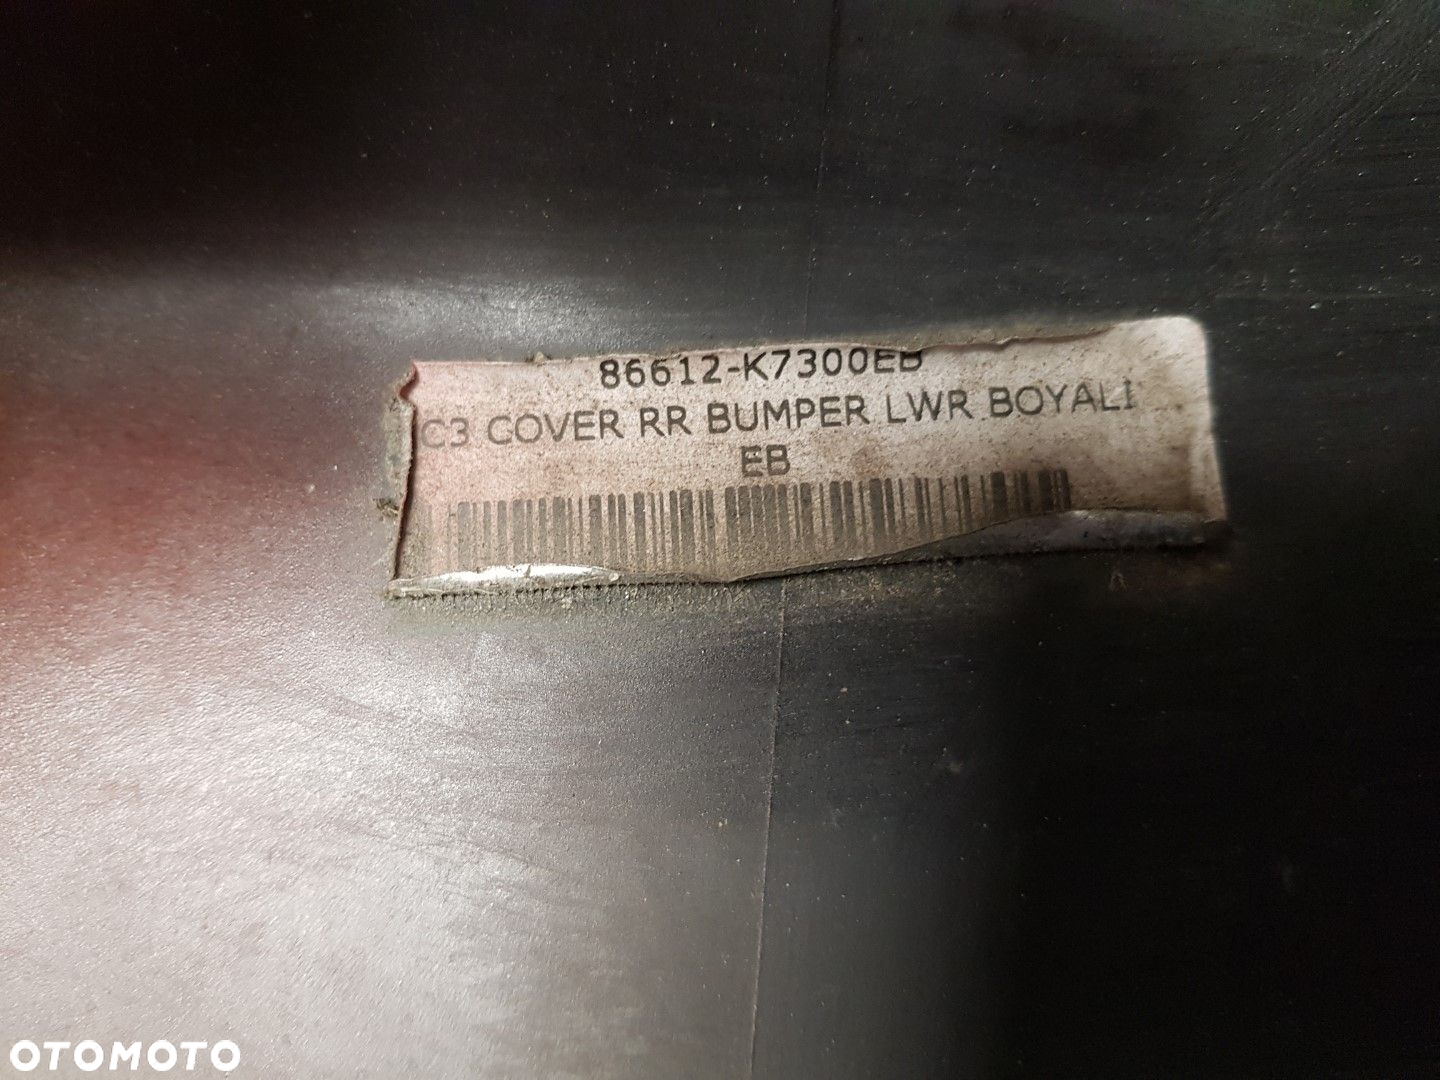 86612-K7300EB
C3 COVER RR BUMPER LWR BOYALI
EB
OTOMOTO